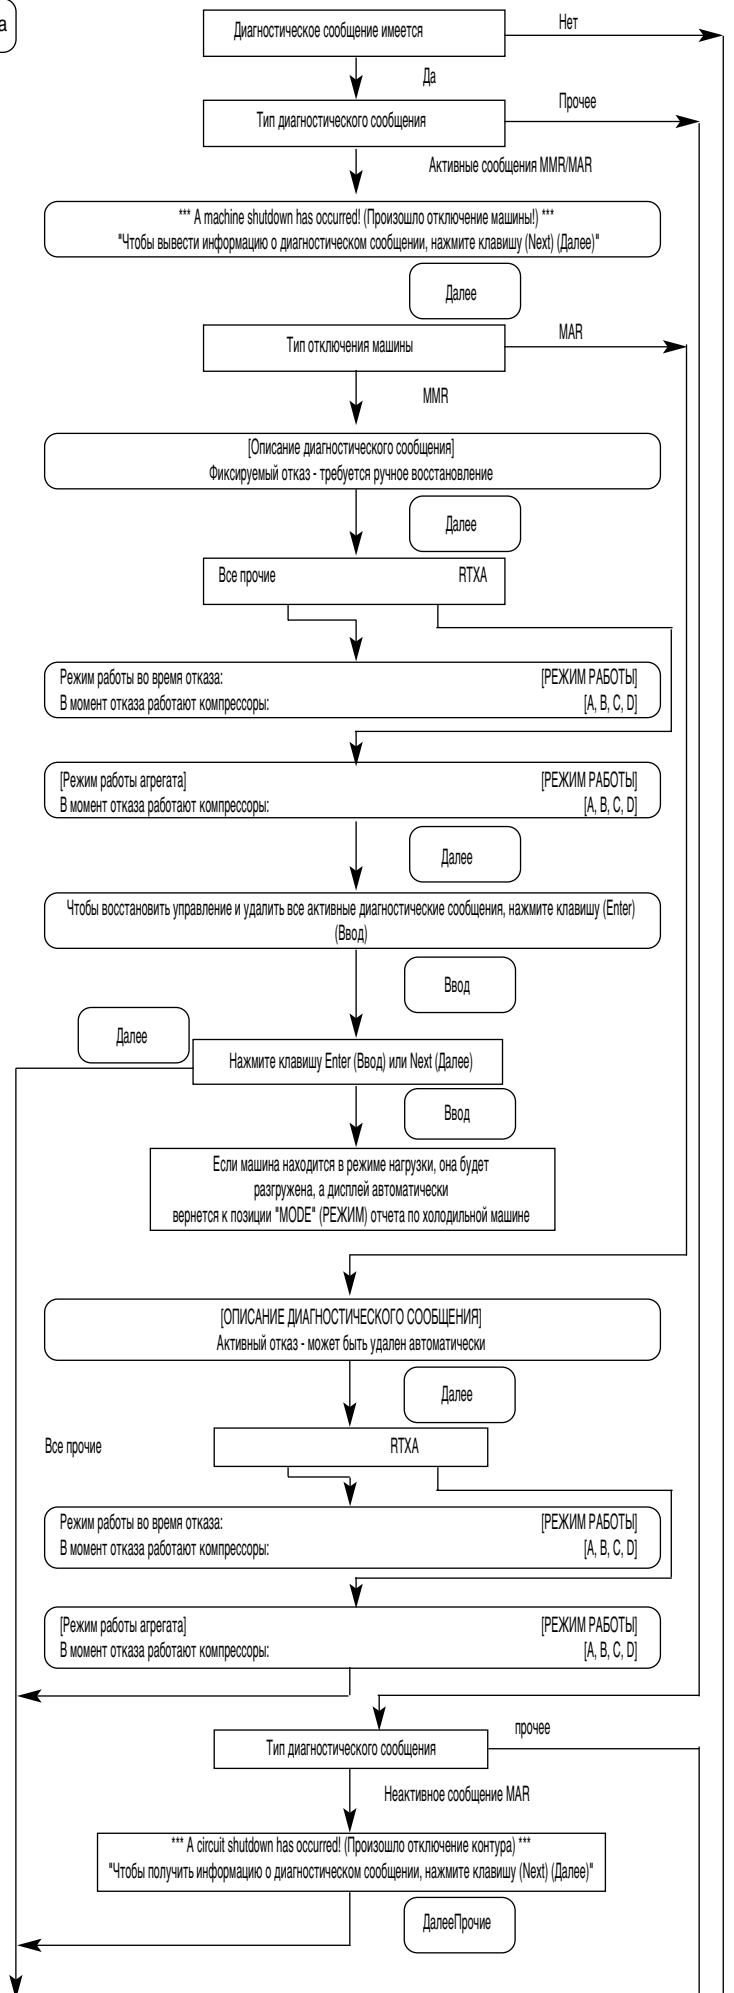 а
Диагностическое сообщение имеется
Нет
Да
Тип диагностического сообщения
Прочее
Активные сообщения MMR/MAR
*** A machine shutdown has occurred! (Произошло отключение машины!) ***
"Чтобы вывести информацию о диагностическом сообщении, нажмите клавишу (Next) (Далее)"
Далее
Тип отключения машины
MAR
MMR
[Описание диагностического сообщения]
Фиксируемый отказ - требуется ручное восстановление
Далее
Все прочие RTXA
Режим работы во время отказа: [РЕЖИМ РАБОТЫ]
В момент отказа работают компрессоры: [A, B, C, D]
[Режим работы агрегата] [РЕЖИМ РАБОТЫ]
В момент отказа работают компрессоры: [A, B, C, D]
Далее
Чтобы восстановить управление и удалить все активные диагностические сообщения, нажмите клавишу (Enter)
(Ввод)
Ввод
Далее
Нажмите клавишу Enter (Ввод) или Next (Далее)
Ввод
Если машина находится в режиме нагрузки, она будет
разгружена, а дисплей автоматически
вернется к позиции "MODE" (РЕЖИМ) отчета по холодильной машине
[ОПИСАНИЕ ДИАГНОСТИЧЕСКОГО СООБЩЕНИЯ]
Активный отказ - может быть удален автоматически
Далее
Все прочие RTXA
Режим работы во время отказа: [РЕЖИМ РАБОТЫ]
В момент отказа работают компрессоры: [A, B, C, D]
[Режим работы агрегата] [РЕЖИМ РАБОТЫ]
В момент отказа работают компрессоры: [A, B, C, D]
прочее
Тип диагностического сообщения
Неактивное сообщение MAR
*** A circuit shutdown has occurred! (Произошло отключение контура) ***
"Чтобы получить информацию о диагностическом сообщении, нажмите клавишу (Next) (Далее)"
ДалееПрочие